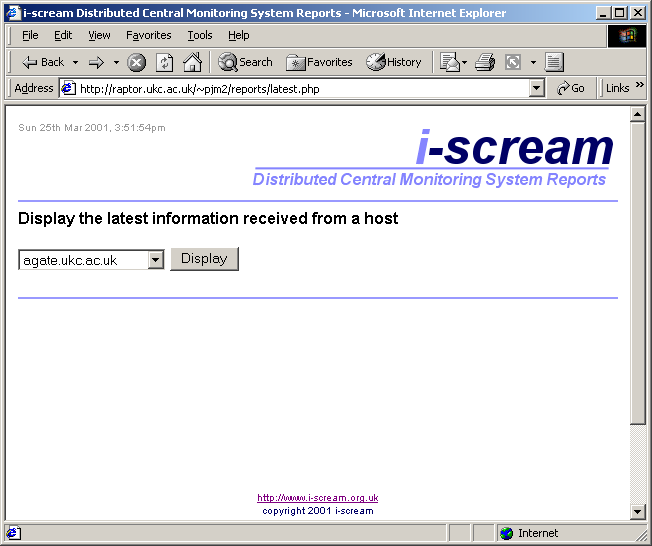 i-scream Distributed Central Monitoring System Reports - Microsoft Internet Explorer
File Edit View Favorites Tools Help
Back Search Favorites History
Address http://raptor.ukc.ac.uk/~pjm2/reports/latest.php Go Links »
Sun 25th Mar 2001, 3:51:54pm
i-scream
Distributed Central Monitoring System Reports
Display the latest information received from a host
agate.ukc.ac.uk Display
http://www.i-scream.org.uk
copyright 2001 i-scream
Internet